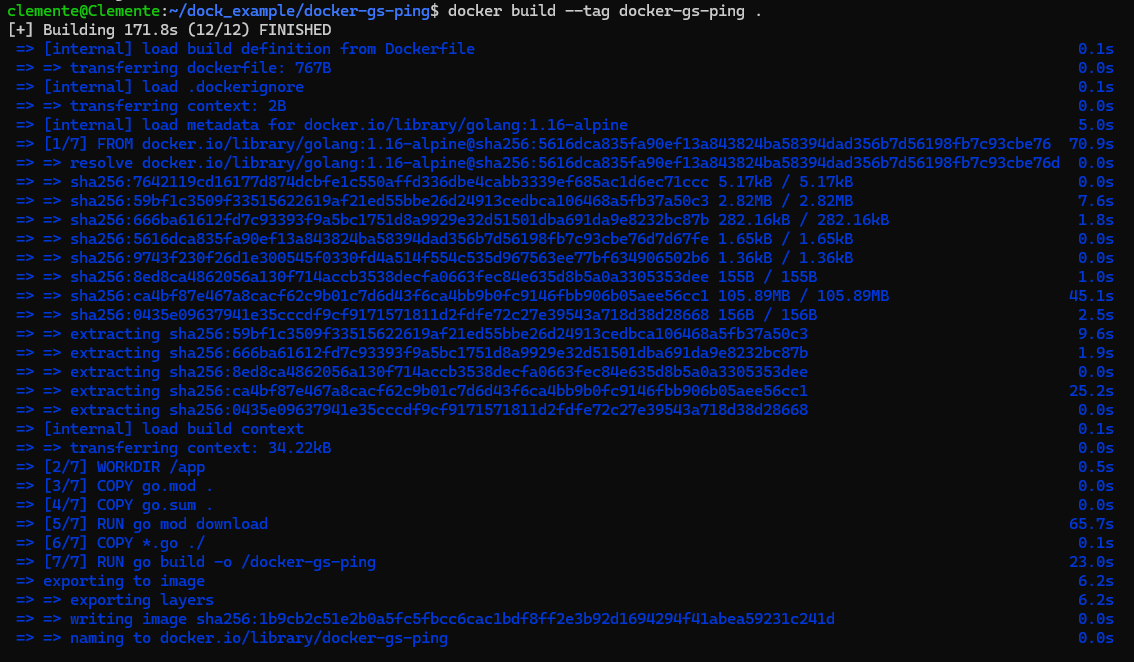 clemente@Clemente:~/dock_example/docker-gs-ping$ docker build --tag docker-gs-ping .
[+] Building 171.8s (12/12) FINISHED
=> [internal] load build definition from Dockerfile 0.1s
=> => transferring dockerfile: 767B 0.0s
=> [internal] load .dockerignore 0.1s
=> => transferring context: 2B 0.0s
=> [internal] load metadata for docker.io/library/golang:1.16-alpine 5.0s
=> [1/7] FROM docker.io/library/golang:1.16-alpine@sha256:5616dca835fa90ef13a843824ba58394dad356b7d56198fb7c93cbe76 70.9s
=> => resolve docker.io/library/golang:1.16-alpine@sha256:5616dca835fa90ef13a843824ba58394dad356b7d56198fb7c93cbe76d 0.0s
=> => sha256:7642119cd16177d874dcbfe1c550affd336dbe4cabb3339ef685ac1d6ec71ccc 5.17kB / 5.17kB 0.0s
=> => sha256:59bf1c3509f33515622619af21ed55bbe26d24913cedbca106468a5fb37a50c3 2.82MB / 2.82MB 7.6s
=> => sha256:666ba61612fd7c93393f9a5bc1751d8a9929e32d51501dba691da9e8232bc87b 282.16kB / 282.16kB 1.8s
=> => sha256:5616dca835fa90ef13a843824ba58394dad356b7d56198fb7c93cbe76d7d67fe 1.65kB / 1.65kB 0.0s
=> => sha256:9743f230f26d1e300545f0330fd4a514f554c535d967563ee77bf634906502b6 1.36kB / 1.36kB 0.0s
=> => sha256:8ed8ca4862056a130f714accb3538decfa0663fec84e635d8b5a0a3305353dee 155B / 155B 1.0s
=> => sha256:ca4bf87e467a8cacf62c9b01c7d6d43f6ca4bb9b0fc9146fbb906b05aee56cc1 105.89MB / 105.89MB 45.1s
=> => sha256:0435e09637941e35cccdf9cf9171571811d2fdfe72c27e39543a718d38d28668 156B / 156B 2.5s
=> => extracting sha256:59bf1c3509f33515622619af21ed55bbe26d24913cedbca106468a5fb37a50c3 9.6s
=> => extracting sha256:666ba61612fd7c93393f9a5bc1751d8a9929e32d51501dba691da9e8232bc87b 1.9s
=> => extracting sha256:8ed8ca4862056a130f714accb3538decfa0663fec84e635d8b5a0a3305353dee 0.0s
=> => extracting sha256:ca4bf87e467a8cacf62c9b01c7d6d43f6ca4bb9b0fc9146fbb906b05aee56cc1 25.2s
=> => extracting sha256:0435e09637941e35cccdf9cf9171571811d2fdfe72c27e39543a718d38d28668 0.0s
=> [internal] load build context 0.1s
=> => transferring context: 34.22kB 0.0s
=> [2/7] WORKDIR /app 0.5s
=> [3/7] COPY go.mod . 0.0s
=> [4/7] COPY go.sum . 0.0s
=> [5/7] RUN go mod download 65.7s
=> [6/7] COPY *.go ./ 0.1s
=> [7/7] RUN go build -o /docker-gs-ping 23.0s
=> exporting to image 6.2s
=> => exporting layers 6.2s
=> => writing image sha256:1b9cb2c51e2b0a5fc5fbcc6cac1bdf8ff2e3b92d1694294f41abea59231c241d 0.0s
=> => naming to docker.io/library/docker-gs-ping 0.0s